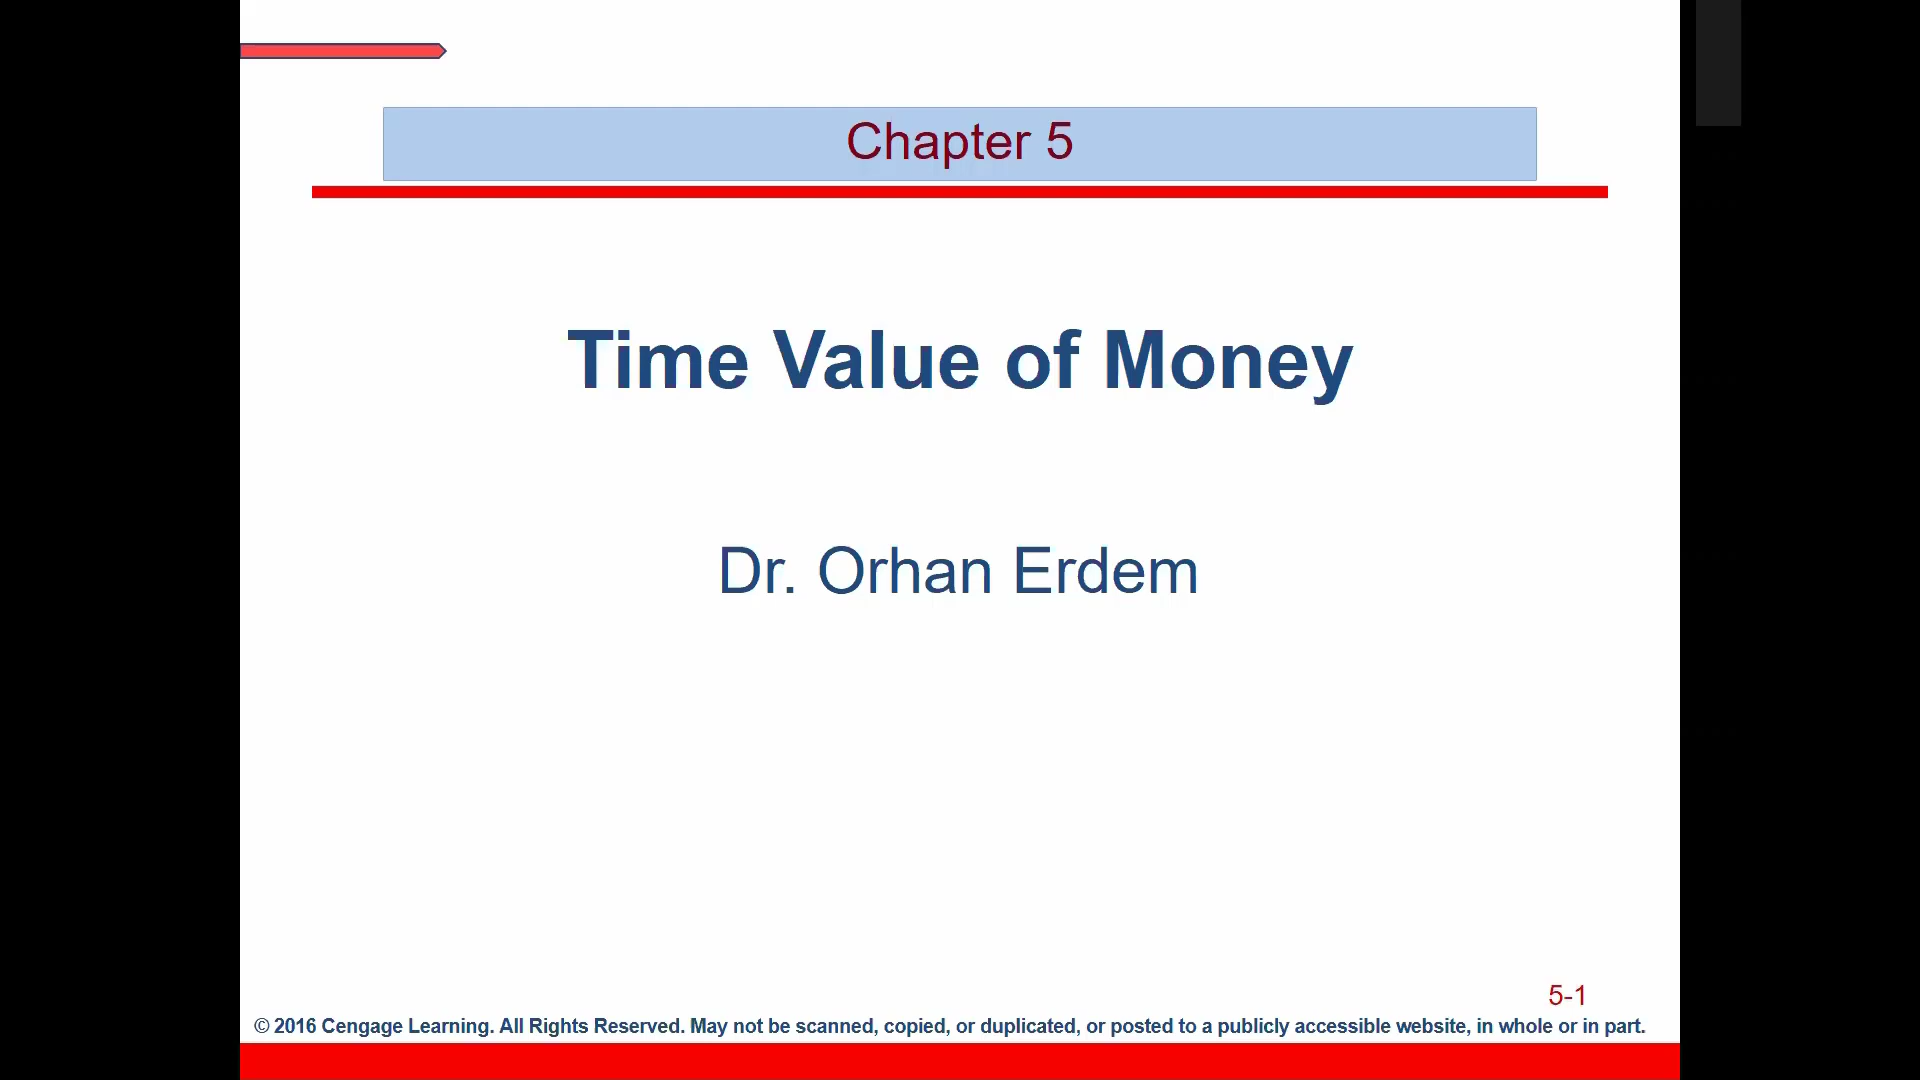 Chapter 5
Time Value of Money
Dr. Orhan Erdem
5-1
© 2016 Cengage Learning. All Rights Reserved. May not be scanned, copied, or duplicated, or posted to a publicly accessible website, in whole or in part.